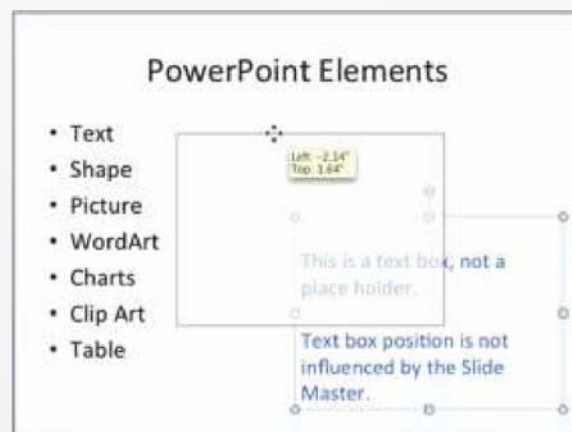 PowerPoint Elements
• Text
• Shape
• Picture
• WordArt
• Charts
• Clip Art
• Table
Left: -2.14"
Top: 1.64"
This is a text box, not a
place holder.
Text box position is not
influenced by the Slide
Master.